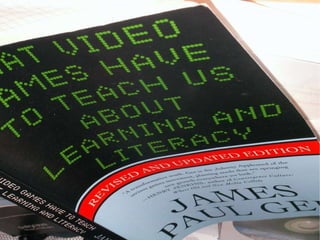 AT VIDEO
AMES HAVE
TO TEACH US
ABOUT
LEARNING AND
LITERACY
REVISED AND UPDATED EDITION
JAMES
PAUL GE
VIDEO GAMES HAVE TO TEACH
LEARNING AND LITERACY